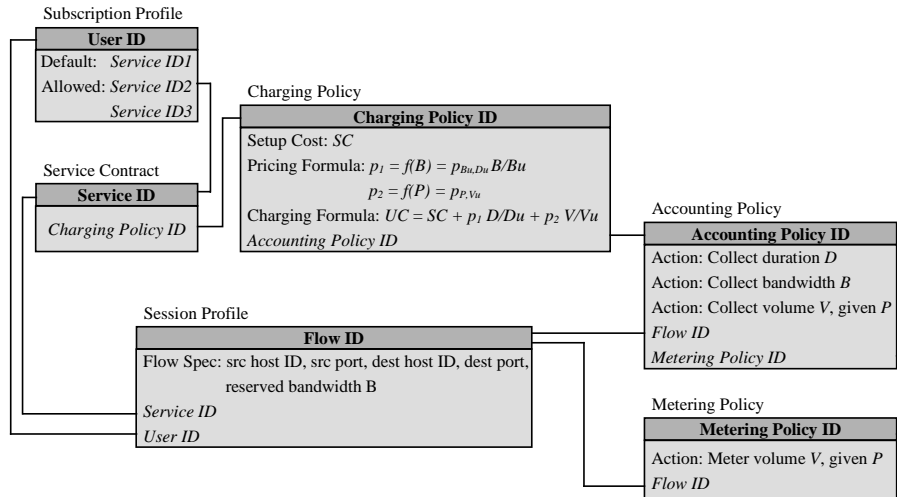 Subscription Profile
User ID
Default: Service ID1
Allowed: Service ID2
Service ID3
Charging Policy
Charging Policy ID
Setup Cost: SC
Pricing Formula: p1 = f(B) = pBu,Du B/Bu
p2 = f(P) = pP,Vu
Charging Formula: UC = SC + p1 D/Du + p2 V/Vu
Accounting Policy ID
Service Contract
Service ID
Charging Policy ID
Accounting Policy
Accounting Policy ID
Action: Collect duration D
Action: Collect bandwidth B
Action: Collect volume V, given P
Flow ID
Metering Policy ID
Session Profile
Flow ID
Flow Spec: src host ID, src port, dest host ID, dest port,
reserved bandwidth B
Service ID
User ID
Metering Policy
Metering Policy ID
Action: Meter volume V, given P
Flow ID